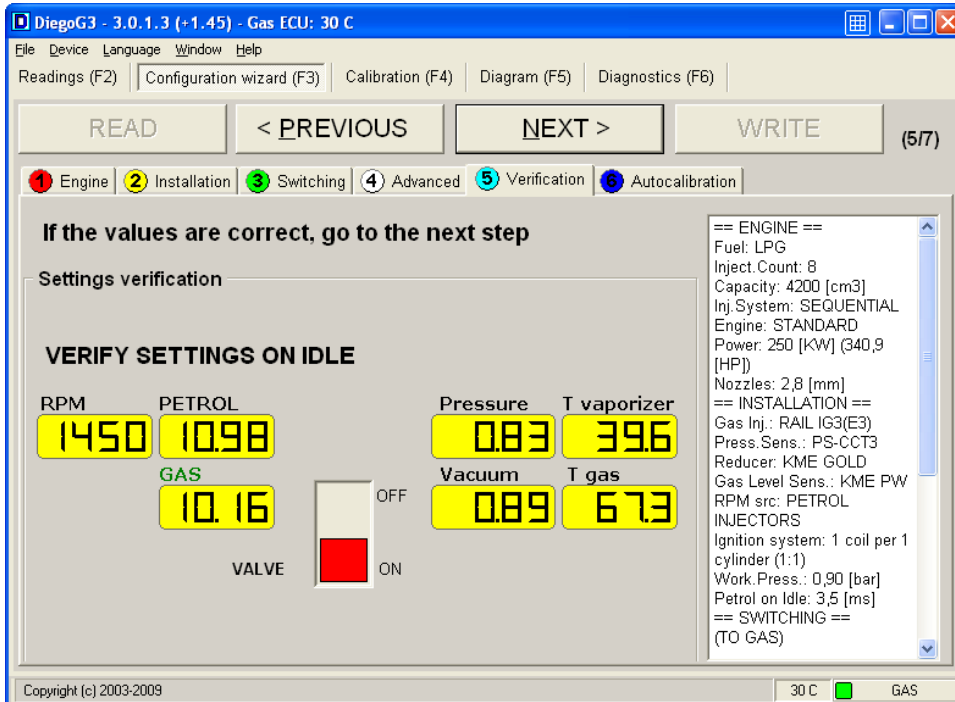 DiegoG3 - 3.0.1.3 (+1.45) - Gas ECU: 30 C
File Device Language Window Help
Readings (F2) Configuration wizard (F3) Calibration (F4) Diagram (F5) Diagnostics (F6)
READ < PREVIOUS NEXT > WRITE (5/7)
1 Engine 2 Installation 3 Switching 4 Advanced 5 Verification 6 Autocalibration
If the values are correct, go to the next step
Settings verification
VERIFY SETTINGS ON IDLE
RPM PETROL Pressure T vaporizer
1450 10.98 0.83 39.6
GAS Vacuum T gas
10.16 OFF 0.89 67.3
VALVE ON
== ENGINE ==
Fuel: LPG
Inject.Count: 8
Capacity: 4200 [cm3]
Inj.System: SEQUENTIAL
Engine: STANDARD
Power: 250 [KW] (340,9
[HP])
Nozzles: 2,8 [mm]
== INSTALLATION ==
Gas Inj.: RAIL IG3(E3)
Press.Sens.: PS-CCT3
Reducer: KME GOLD
Gas Level Sens.: KME PW
RPM src: PETROL
INJECTORS
Ignition system: 1 coil per 1
cylinder (1:1)
Work.Press.: 0,90 [bar]
Petrol on Idle: 3,5 [ms]
== SWITCHING ==
(TO GAS)
Copyright (c) 2003-2009 30 C GAS